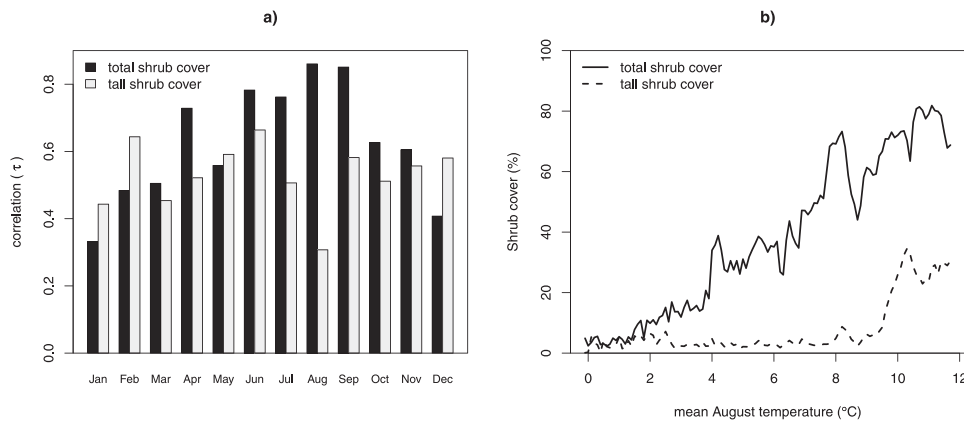 a)
total shrub cover
tall shrub cover
correlation ( τ )
0.0
0.2
0.4
0.6
0.8
Jan Feb Mar Apr May Jun Jul Aug Sep Oct Nov Dec
b)
total shrub cover
tall shrub cover
Shrub cover (%)
0
20
40
60
80
100
0 2 4 6 8 10 12
mean August temperature (°C)